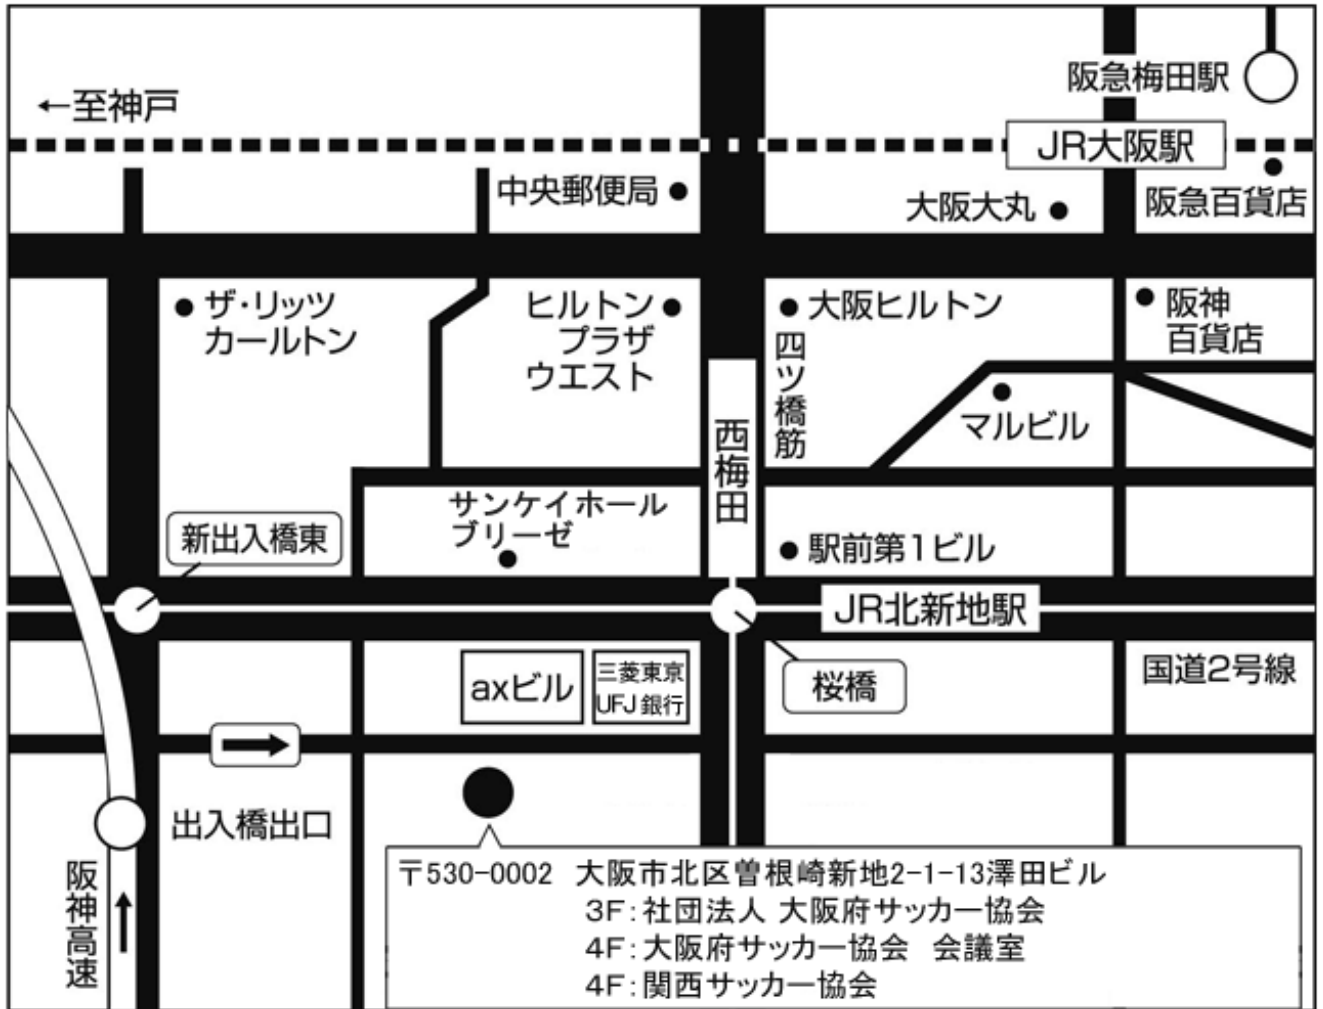 阪急梅田駅
←至神戸
JR大阪駅
中央郵便局
大阪大丸
阪急百貨店
ザ・リッツ
カールトン
ヒルトン
プラザ
ウエスト
大阪ヒルトン
四ツ橋筋
阪神
百貨店
マルビル
西梅田
サンケイホール
ブリーゼ
新出入橋東
駅前第1ビル
JR北新地駅
axビル
三菱東京
UFJ銀行
桜橋
国道2号線
出入橋出口
阪神高速
〒530-0002 大阪市北区曽根崎新地2-1-13澤田ビル
3F:社団法人 大阪府サッカー協会
4F:大阪府サッカー協会 会議室
4F:関西サッカー協会